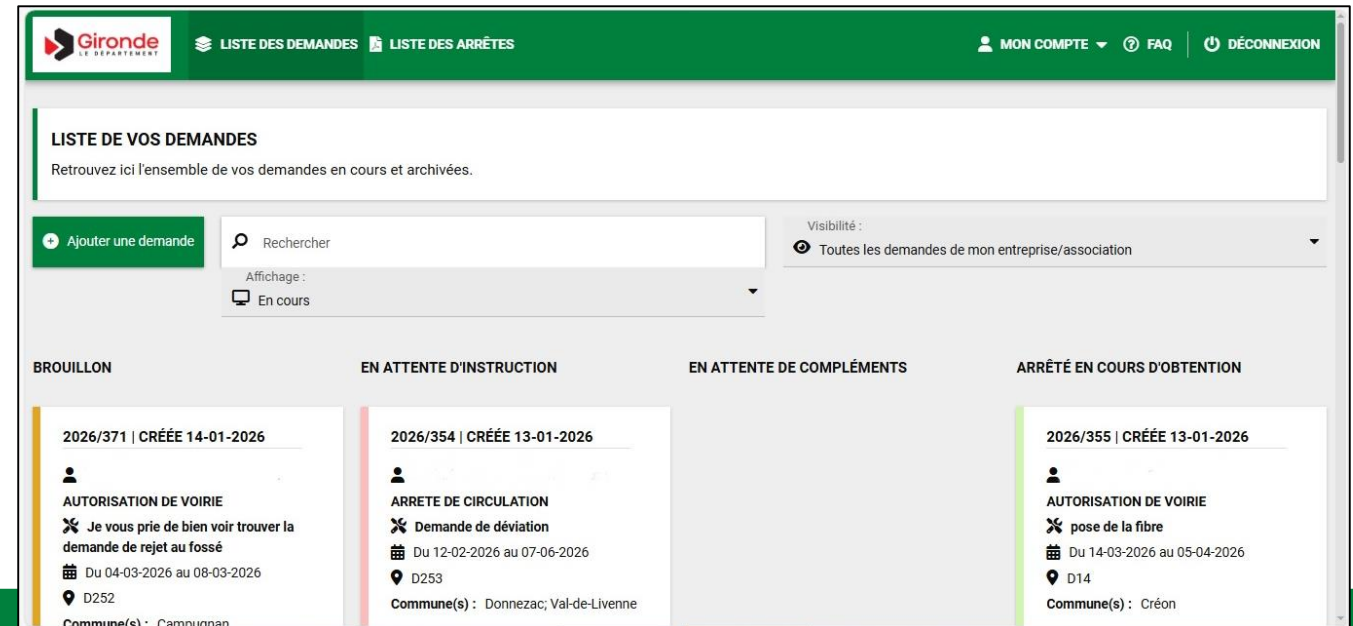 Gironde
LE DÉPARTEMENT
LISTE DES DEMANDES
LISTE DES ARRÊTES
MON COMPTE
FAQ
DÉCONNEXION
LISTE DE VOS DEMANDES
Retrouvez ici l'ensemble de vos demandes en cours et archivées.
Ajouter une demande
Rechercher
Visibilité :
Toutes les demandes de mon entreprise/association
Affichage :
En cours
BROUILLON
EN ATTENTE D'INSTRUCTION
EN ATTENTE DE COMPLÉMENTS
ARRÊTÉ EN COURS D'OBTENTION
2026/371 | CRÉÉE 14-01-2026
AUTORISATION DE VOIRIE
Je vous prie de bien voir trouver la
demande de rejet au fossé
Du 04-03-2026 au 08-03-2026
D252
Commune(s) : Campugnan
2026/354 | CRÉÉE 13-01-2026
ARRETE DE CIRCULATION
Demande de déviation
Du 12-02-2026 au 07-06-2026
D253
Commune(s) : Donnezac; Val-de-Livenne
2026/355 | CRÉÉE 13-01-2026
AUTORISATION DE VOIRIE
pose de la fibre
Du 14-03-2026 au 05-04-2026
D14
Commune(s) : Créon